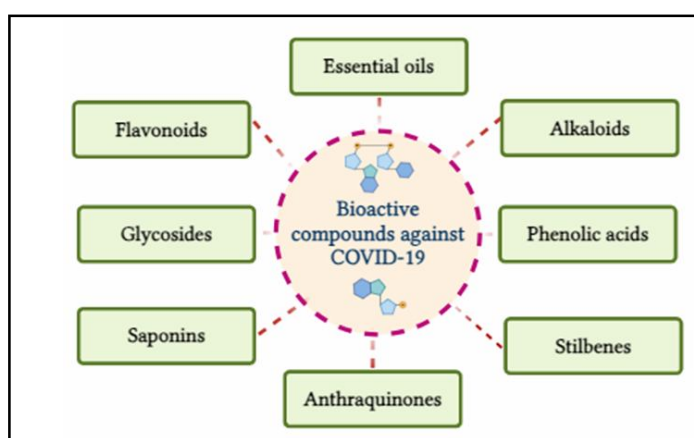 Essential oils
Flavonoids
Alkaloids
Bioactive
compounds against
COVID-19
Glycosides
Phenolic acids
Saponins
Stilbenes
Anthraquinones